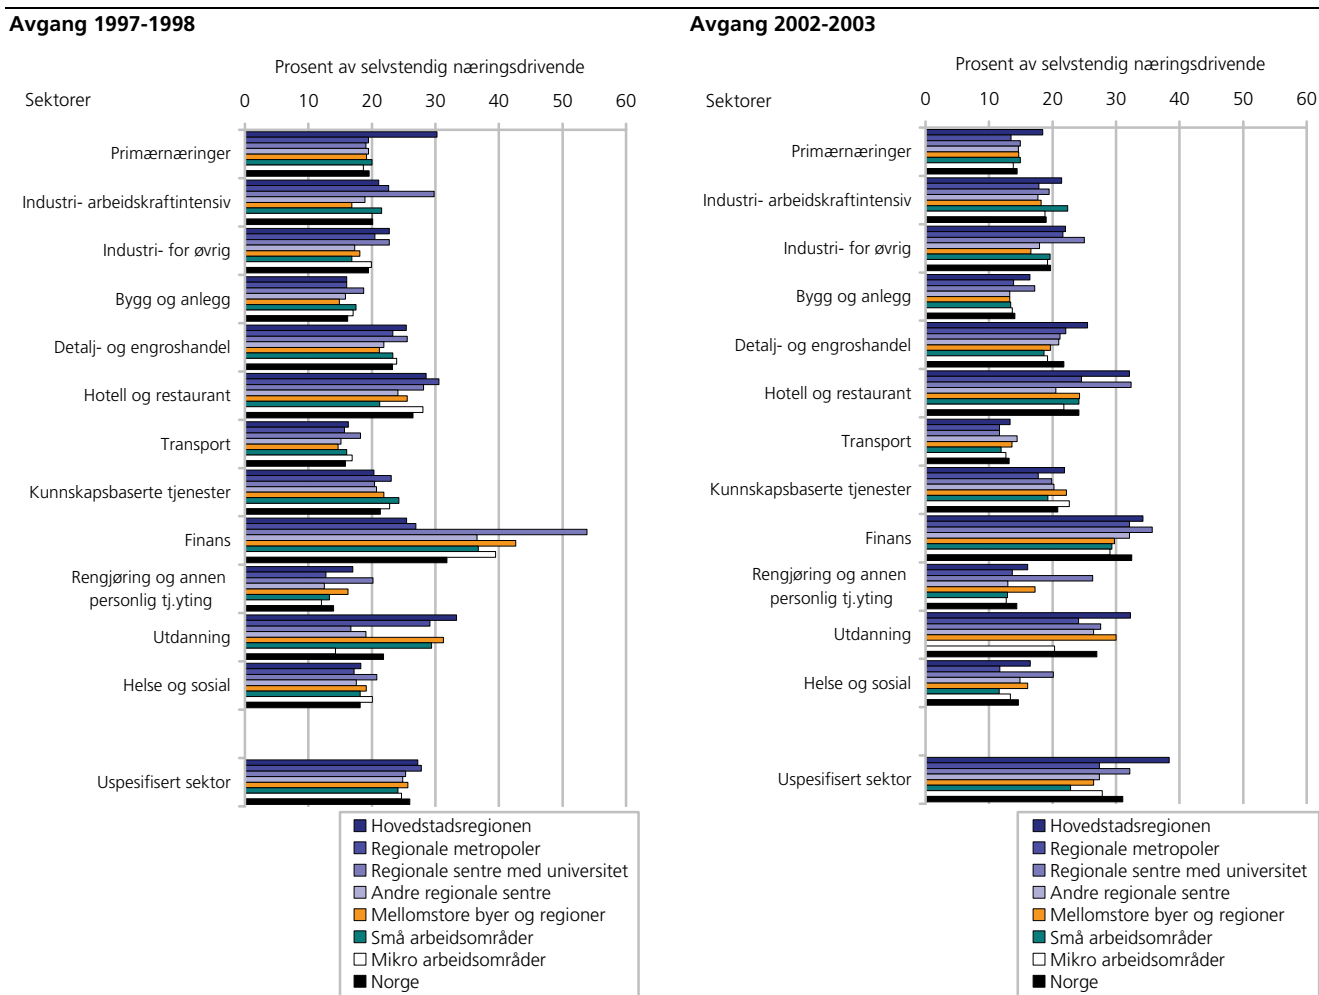 Avgang 1997-1998
Prosent av selvstendig næringsdrivende
Sektorer
0 10 20 30 40 50 60
Primærnæringer
Industri- arbeidskraftintensiv
Industri- for øvrig
Bygg og anlegg
Detalj- og engroshandel
Hotell og restaurant
Transport
Kunnskapsbaserte tjenester
Finans
Rengjøring og annen
personlig tj.yting
Utdanning
Helse og sosial
Uspesifisert sektor
Hovedstadsregionen
Regionale metropoler
Regionale sentre med universitet
Andre regionale sentre
Mellomstore byer og regioner
Små arbeidsområder
Mikro arbeidsområder
Norge
Avgang 2002-2003
Prosent av selvstendig næringsdrivende
Sektorer
0 10 20 30 40 50 60
Primærnæringer
Industri- arbeidskraftintensiv
Industri- for øvrig
Bygg og anlegg
Detalj- og engroshandel
Hotell og restaurant
Transport
Kunnskapsbaserte tjenester
Finans
Rengjøring og annen
personlig tj.yting
Utdanning
Helse og sosial
Uspesifisert sektor
Hovedstadsregionen
Regionale metropoler
Regionale sentre med universitet
Andre regionale sentre
Mellomstore byer og regioner
Små arbeidsområder
Mikro arbeidsområder
Norge